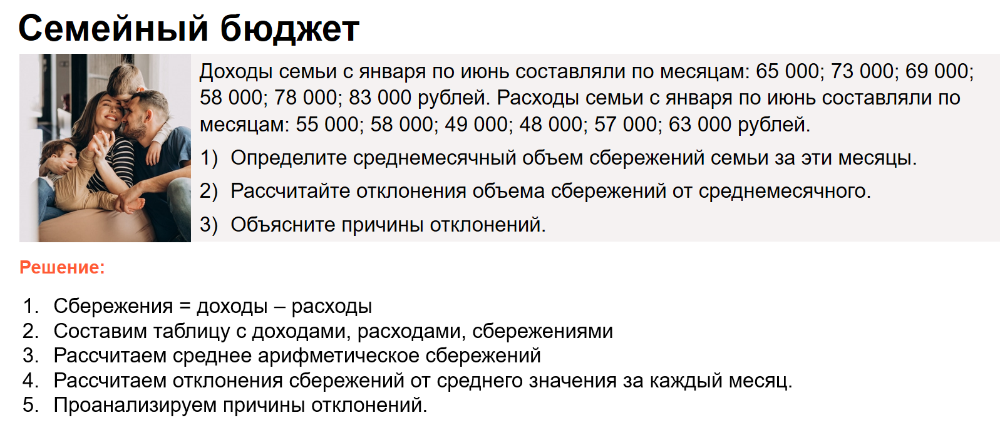 Семейный бюджет
Доходы семьи с января по июнь составляли по месяцам: 65 000; 73 000; 69 000;
58 000; 78 000; 83 000 рублей. Расходы семьи с января по июнь составляли по
месяцам: 55 000; 58 000; 49 000; 48 000; 57 000; 63 000 рублей.
1) Определите среднемесячный объем сбережений семьи за эти месяцы.
2) Рассчитайте отклонения объема сбережений от среднемесячного.
3) Объясните причины отклонений.
Решение:
1. Сбережения = доходы – расходы
2. Составим таблицу с доходами, расходами, сбережениями
3. Рассчитаем среднее арифметическое сбережений
4. Рассчитаем отклонения сбережений от среднего значения за каждый месяц.
5. Проанализируем причины отклонений.